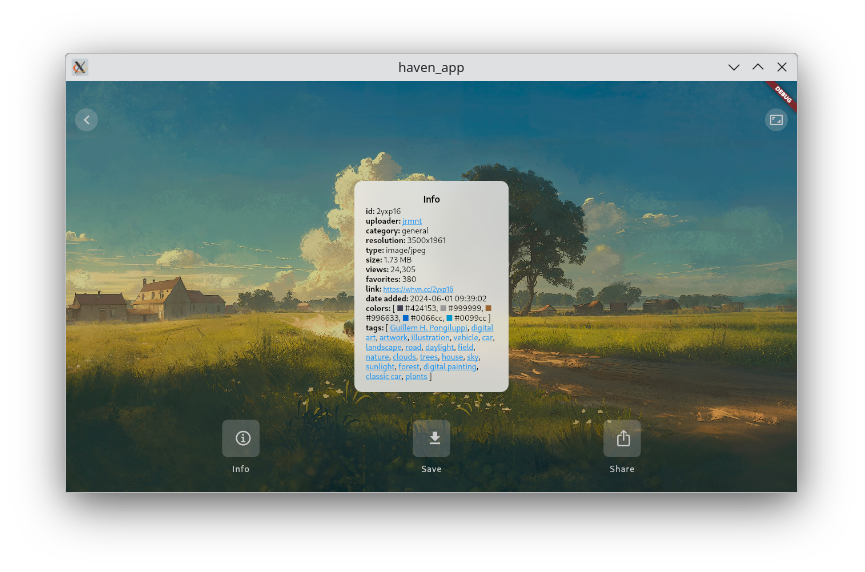 haven_app
DEBUG
Info
id: 2yxp16
uploader: jrmnt
category: general
resolution: 3500x1961
type: image/jpeg
size: 1.73 MB
views: 24,305
favorites: 380
link: https://whvn.cc/2yxp16
date added: 2024-06-01 09:39:02
colors: [ #424153, #999999,
#996633, #0066cc, #0099cc ]
tags: [ Guillem H. Pongiluppi, digital
art, artwork, illustration, vehicle, car,
landscape, road, daylight, field,
nature, clouds, trees, house, sky,
sunlight, forest, digital painting,
classic car, plants ]
Info
Save
Share